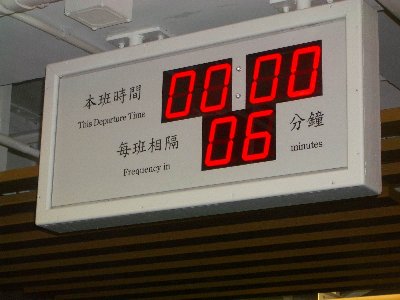 本班時間 00:00
This Departure Time
每班相隔 06 分鐘
Frequency in minutes